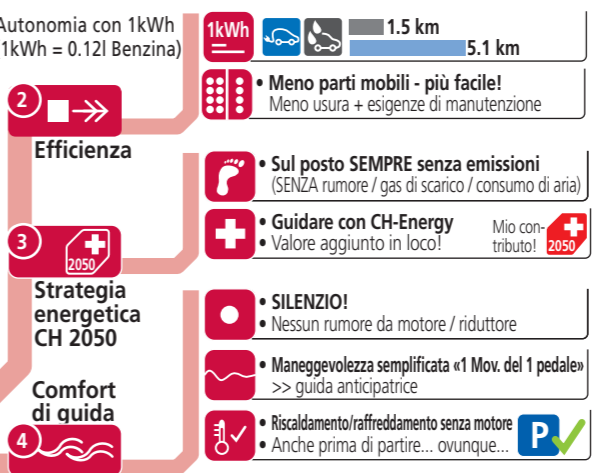 Autonomia con 1kWh
(1kWh = 0.12l Benzina)
1kWh
1.5 km
5.1 km
2
Efficienza
• Meno parti mobili - più facile!
Meno usura + esigenze di manutenzione
• Sul posto SEMPRE senza emissioni
(SENZA rumore / gas di scarico / consumo di aria)
3
2050
Strategia
energetica
CH 2050
• Guidare con CH-Energy
• Valore aggiunto in loco!
Mio con-
tributo!
2050
• SILENZIO!
• Nessun rumore da motore / riduttore
Comfort
di guida
4
• Maneggevolezza semplificata «1 Mov. del 1 pedale»
>> guida anticipatrice
• Riscaldamento/raffreddamento senza motore
• Anche prima di partire... ovunque...
P